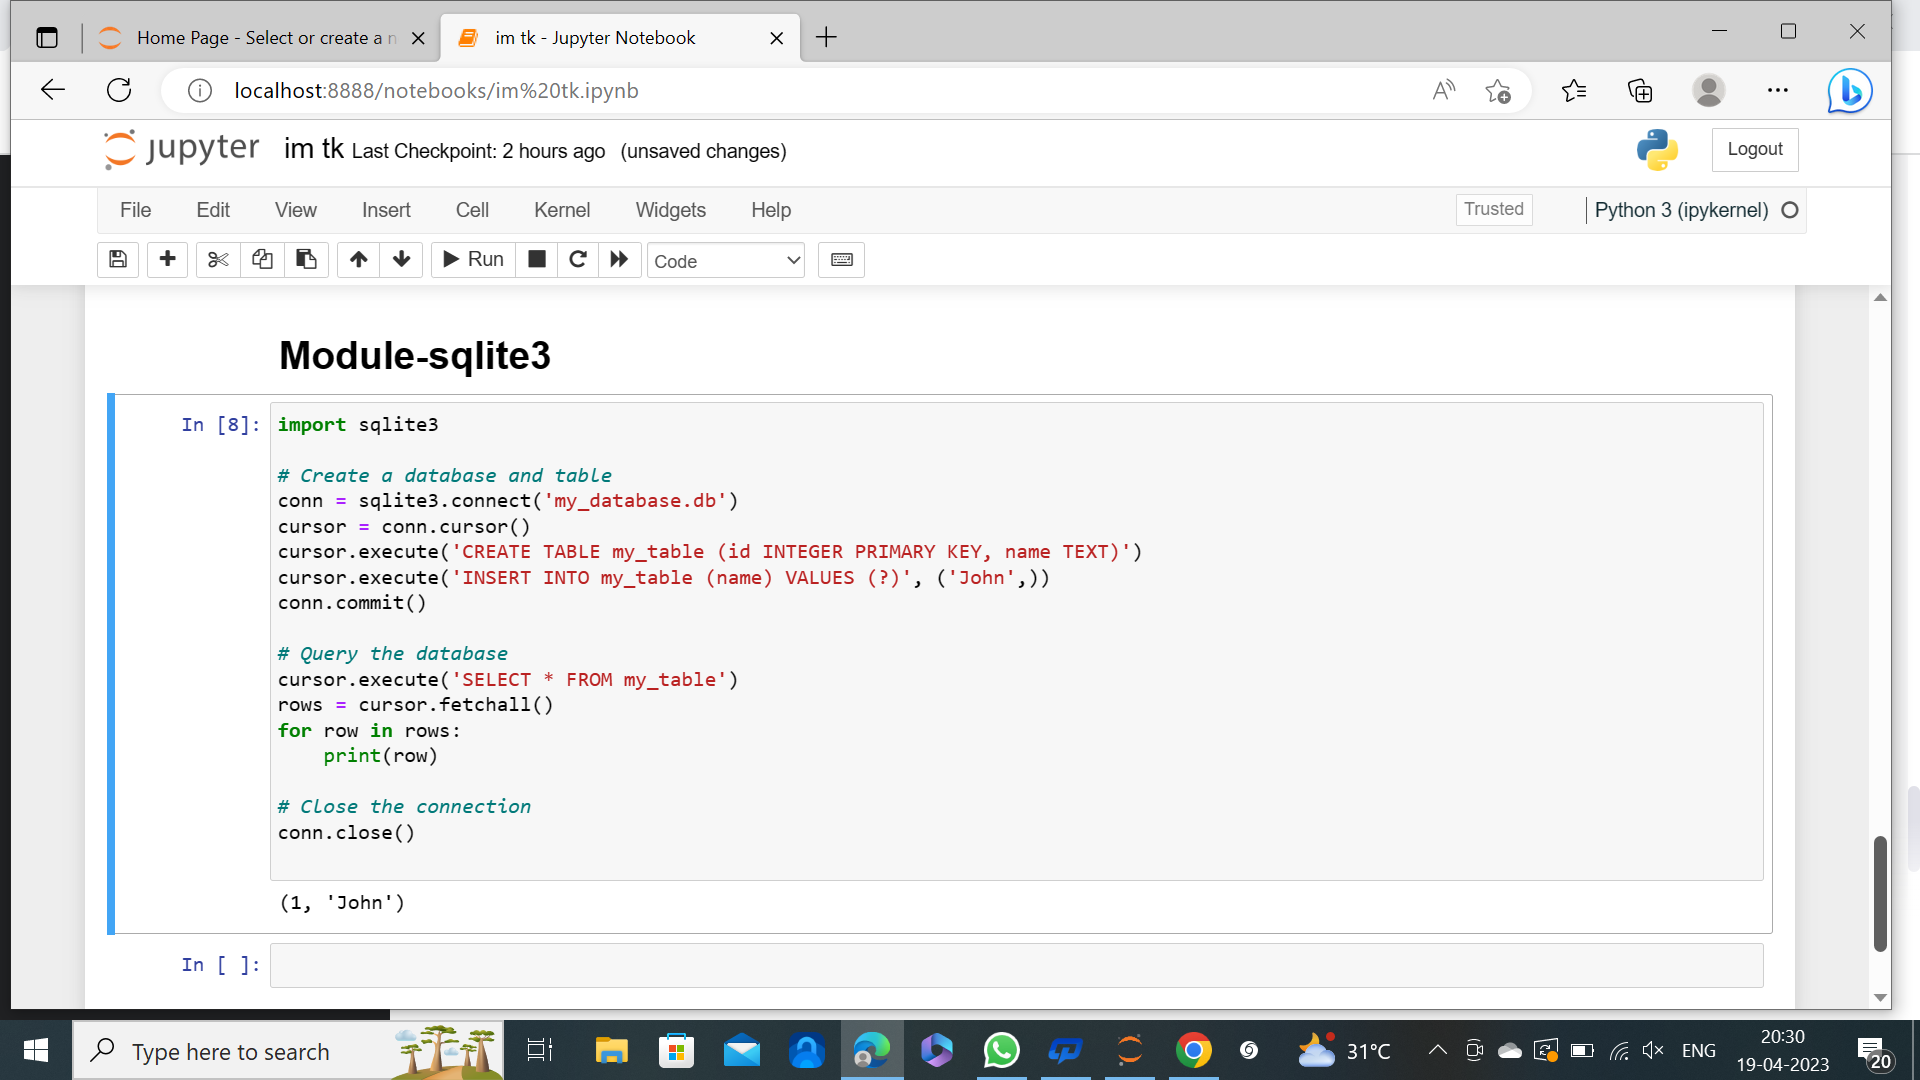 Home Page - Select or create a n
im tk - Jupyter Notebook
localhost:8888/notebooks/im%20tk.ipynb
jupyter im tk Last Checkpoint: 2 hours ago (unsaved changes)
Logout
File Edit View Insert Cell Kernel Widgets Help
Trusted
Python 3 (ipykernel)
Run
Code
Module-sqlite3
In [8]:
import sqlite3
# Create a database and table
conn = sqlite3.connect('my_database.db')
cursor = conn.cursor()
cursor.execute('CREATE TABLE my_table (id INTEGER PRIMARY KEY, name TEXT)')
cursor.execute('INSERT INTO my_table (name) VALUES (?)', ('John',))
conn.commit()
# Query the database
cursor.execute('SELECT * FROM my_table')
rows = cursor.fetchall()
for row in rows:
    print(row)
# Close the connection
conn.close()
(1, 'John')
In [ ]:
Type here to search
31°C
ENG
20:30
19-04-2023
20